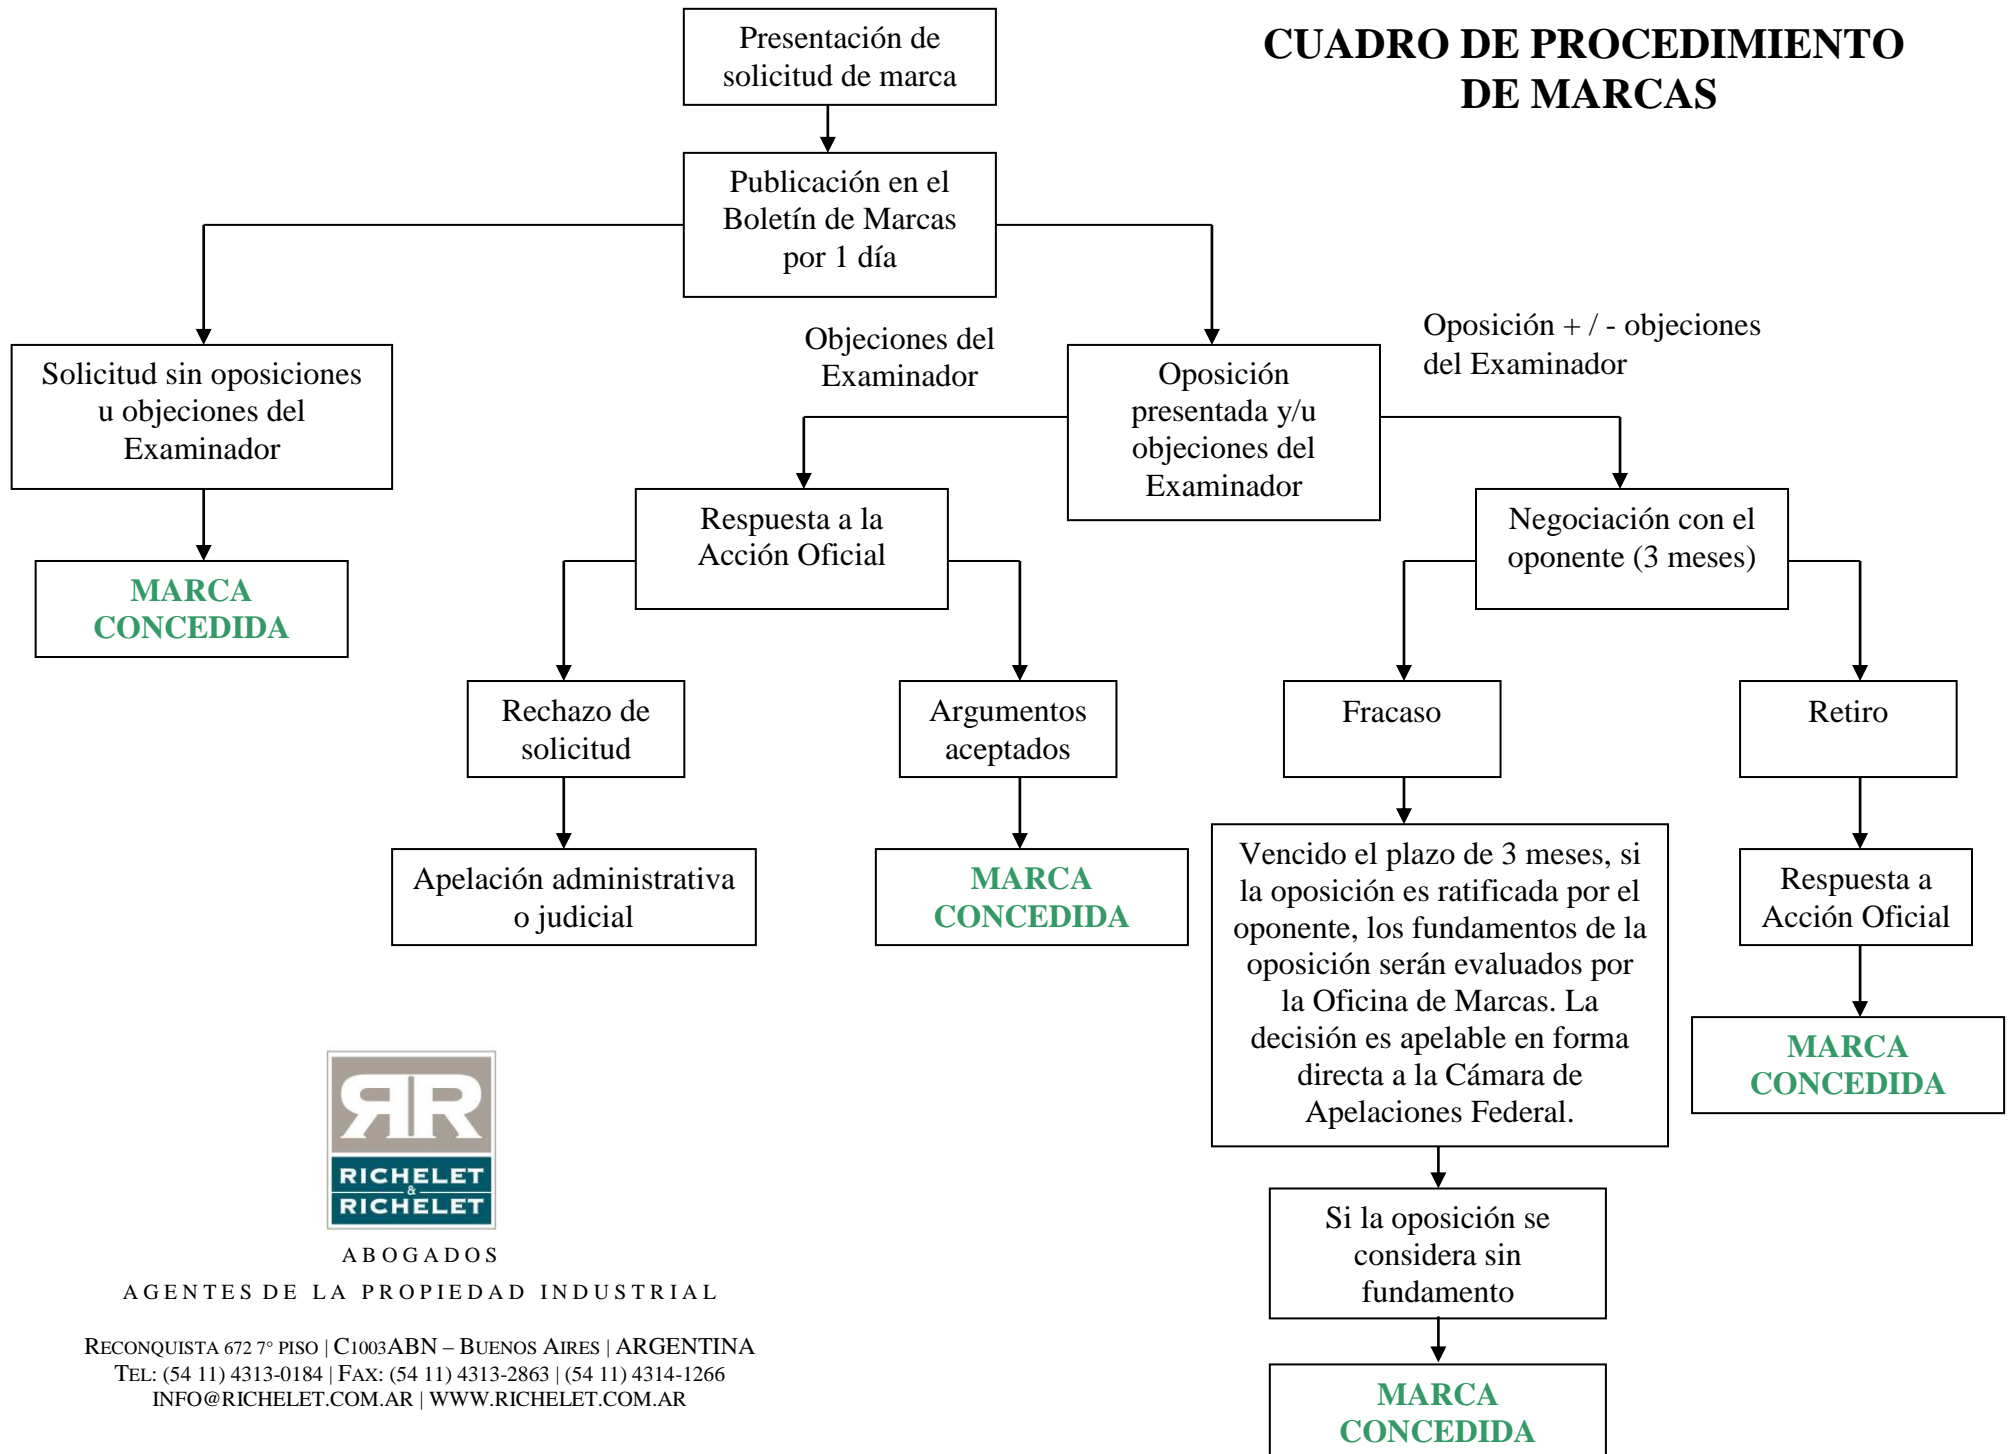 CUADRO DE PROCEDIMIENTO
DE MARCAS
Presentación de
solicitud de marca
Publicación en el
Boletín de Marcas
por 1 día
Solicitud sin oposiciones
u objeciones del
Examinador
MARCA
CONCEDIDA
Objeciones del
Examinador
Oposición
presentada y/u
objeciones del
Examinador
Oposición + / - objeciones
del Examinador
Respuesta a la
Acción Oficial
Negociación con el
oponente (3 meses)
Rechazo de
solicitud
Argumentos
aceptados
Fracaso
Retiro
Apelación administrativa
o judicial
MARCA
CONCEDIDA
Vencido el plazo de 3 meses, si
la oposición es ratificada por el
oponente, los fundamentos de la
oposición serán evaluados por
la Oficina de Marcas. La
decisión es apelable en forma
directa a la Cámara de
Apelaciones Federal.
Respuesta a
Acción Oficial
MARCA
CONCEDIDA
Si la oposición se
considera sin
fundamento
MARCA
CONCEDIDA
RR
RICHELET
&
RICHELET
ABOGADOS
AGENTES DE LA PROPIEDAD INDUSTRIAL
RECONQUISTA 672 7° PISO | C1003ABN – BUENOS AIRES | ARGENTINA
TEL: (54 11) 4313-0184 | FAX: (54 11) 4313-2863 | (54 11) 4314-1266
INFO@RICHELET.COM.AR | WWW.RICHELET.COM.AR